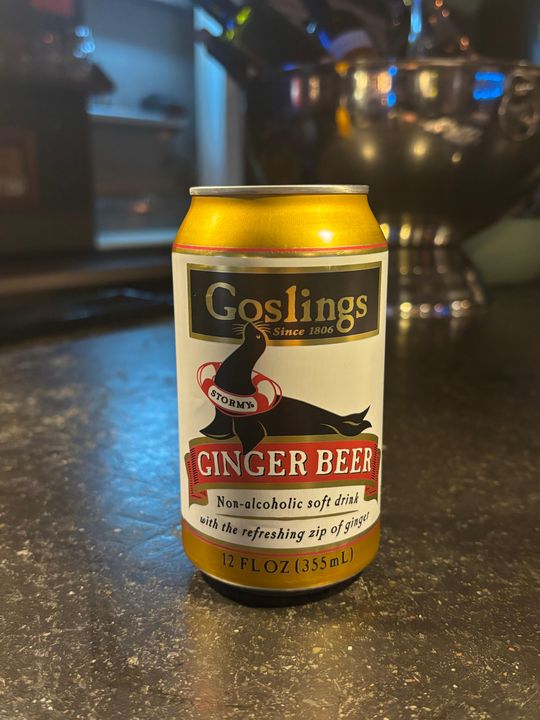 Goslings
Since 1806
STORMY®
GINGER BEER
Non-alcoholic soft drink
with the refreshing zip of ginger
12 FL OZ (355mL)